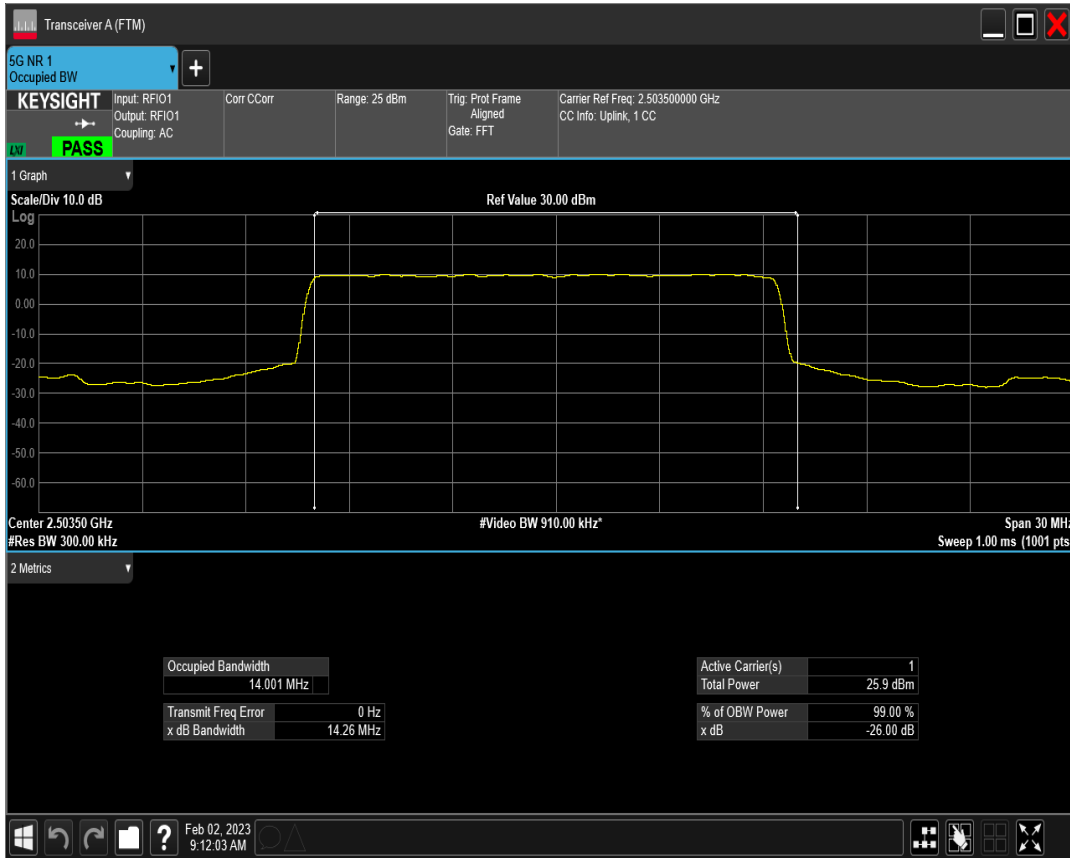 Transceiver A (FTM)
5G NR 1
Occupied BW
+
KEYSIGHT
LXI
PASS
Input: RFIO1
Output: RFIO1
Coupling: AC
Corr CCorr
Range: 25 dBm
Trig: Prot Frame
Aligned
Gate: FFT
Carrier Ref Freq: 2.503500000 GHz
CC Info: Uplink, 1 CC
1 Graph
Scale/Div 10.0 dB
Ref Value 30.00 dBm
Log
20.0
10.0
0.00
-10.0
-20.0
-30.0
-40.0
-50.0
-60.0
Center 2.50350 GHz
#Video BW 910.00 kHz*
Span 30 MHz
#Res BW 300.00 kHz
Sweep 1.00 ms (1001 pts
2 Metrics
Occupied Bandwidth
14.001 MHz
Transmit Freq Error 0 Hz
x dB Bandwidth 14.26 MHz
Active Carrier(s) 1
Total Power 25.9 dBm
% of OBW Power 99.00 %
x dB -26.00 dB
?
Feb 02, 2023
9:12:03 AM